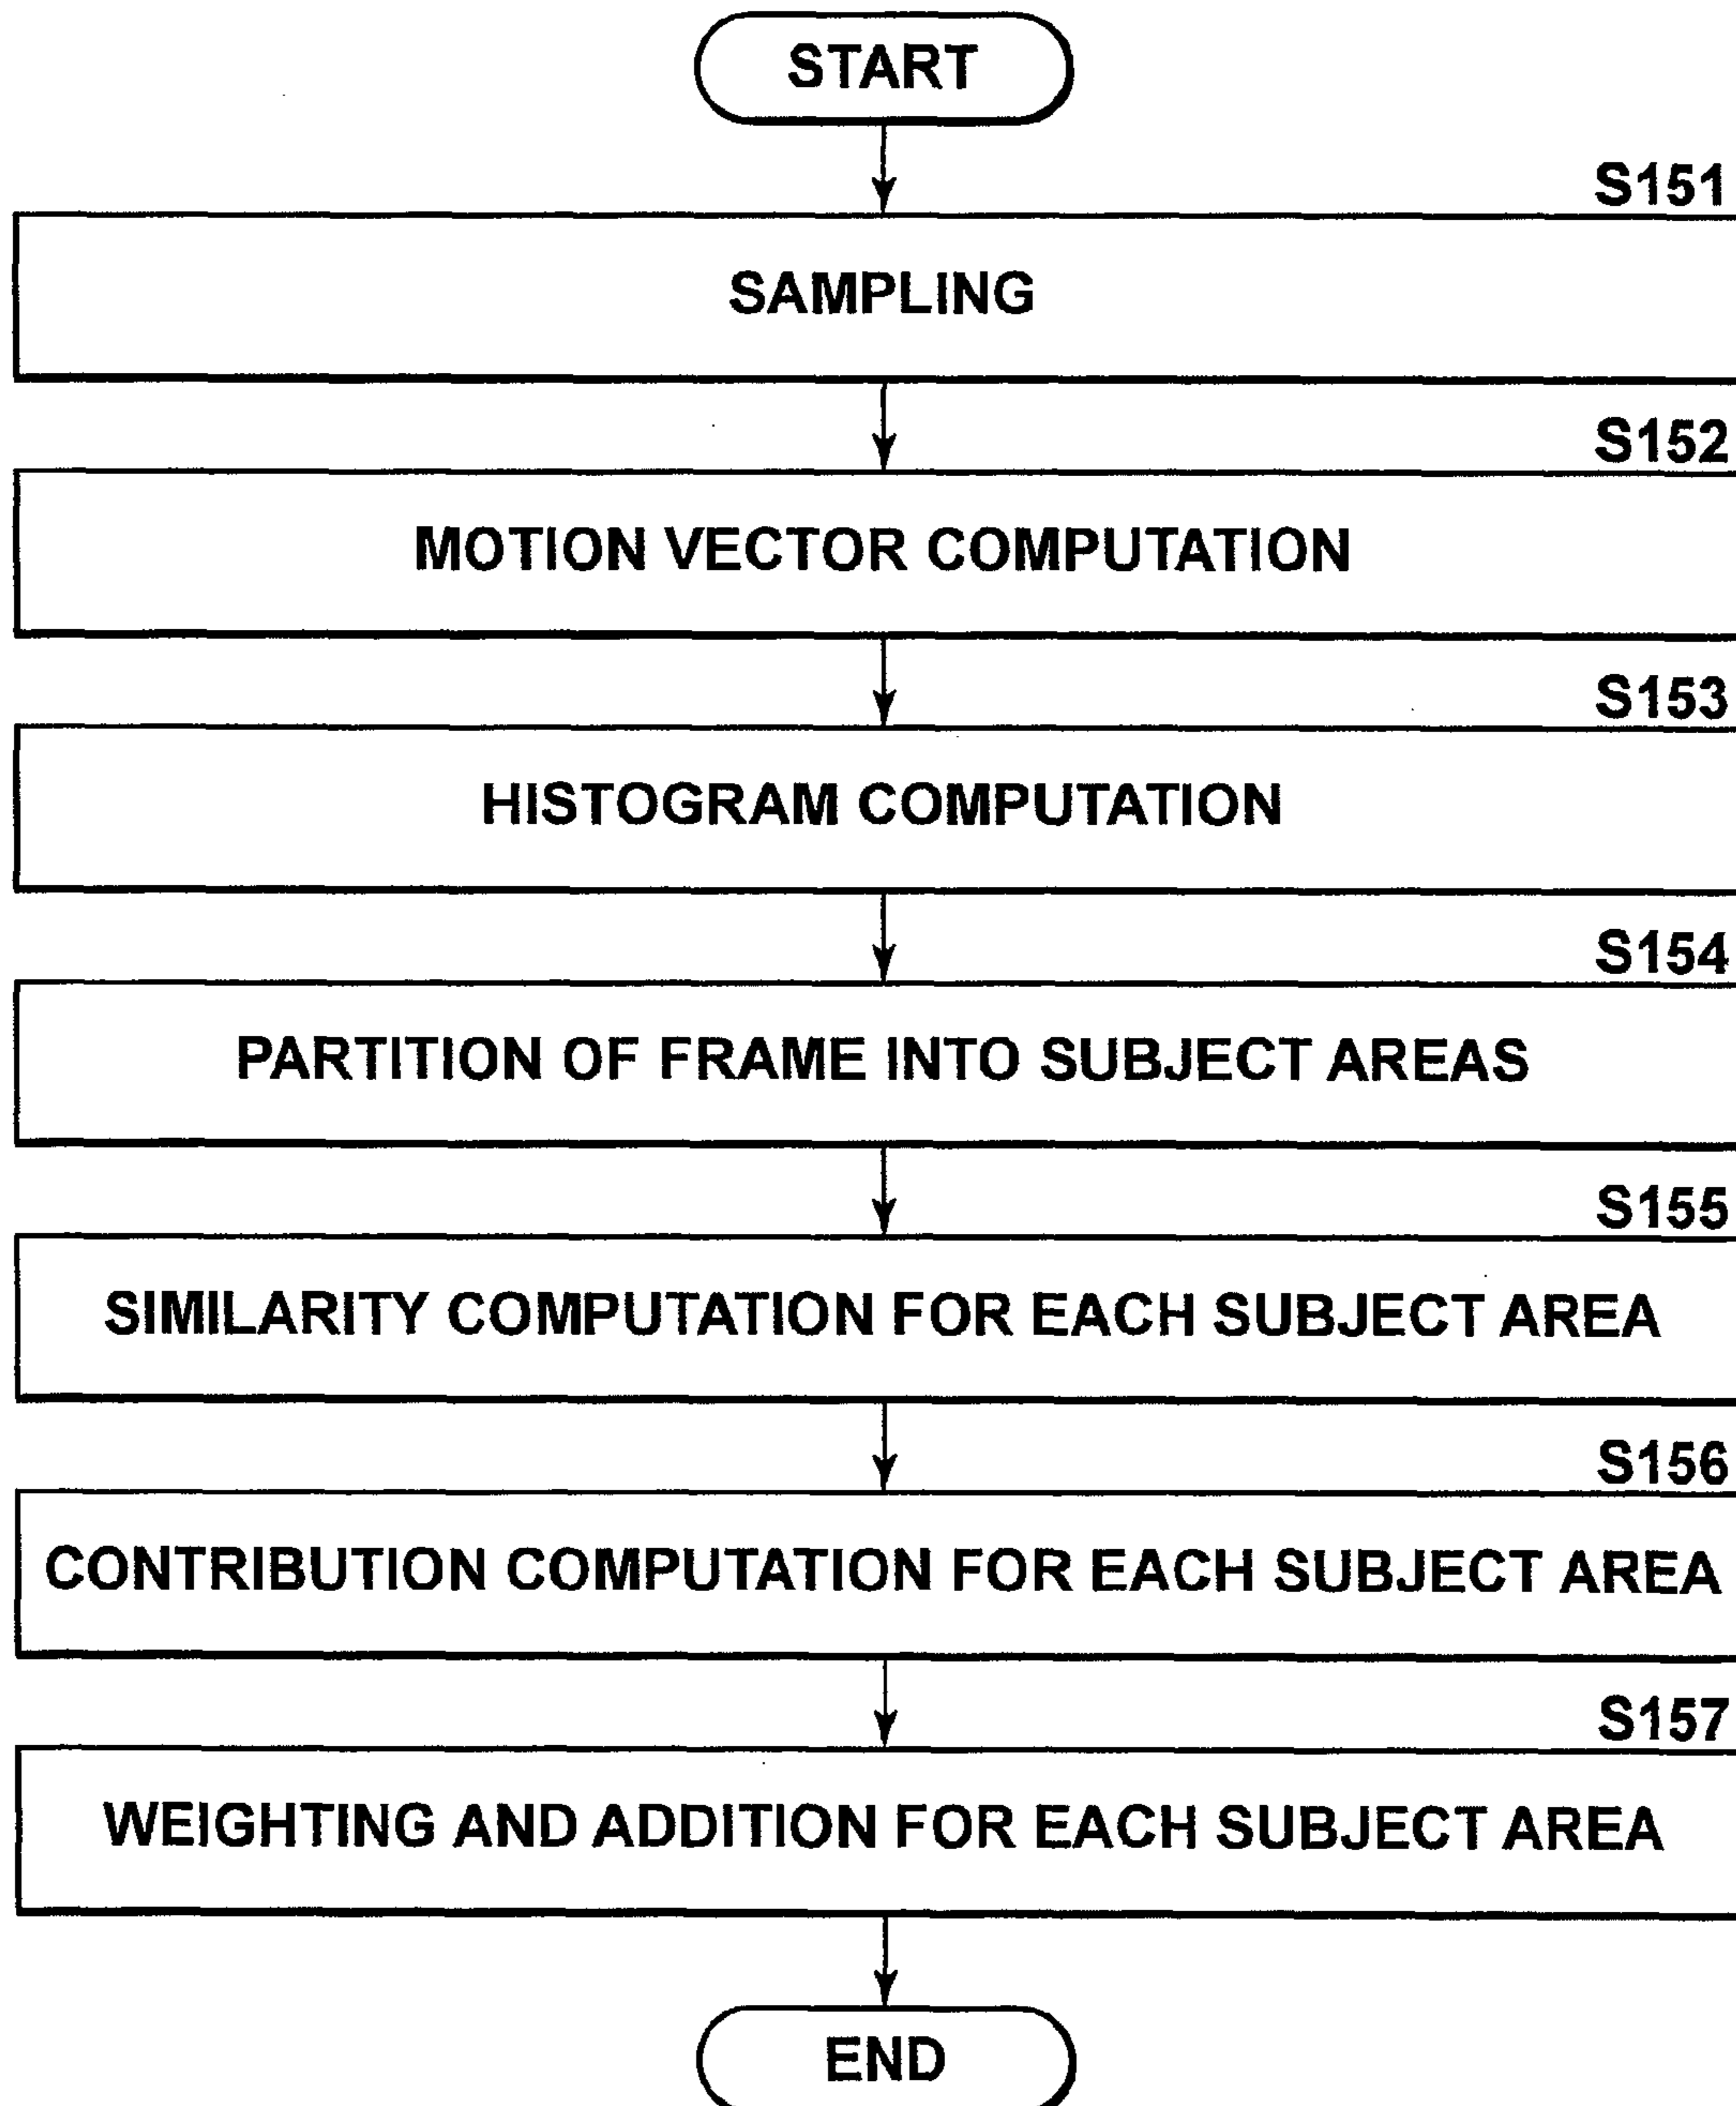 START
S151
SAMPLING
S152
MOTION VECTOR COMPUTATION
S153
HISTOGRAM COMPUTATION
S154
PARTITION OF FRAME INTO SUBJECT AREAS
S155
SIMILARITY COMPUTATION FOR EACH SUBJECT AREA
S156
CONTRIBUTION COMPUTATION FOR EACH SUBJECT AREA
S157
WEIGHTING AND ADDITION FOR EACH SUBJECT AREA
END